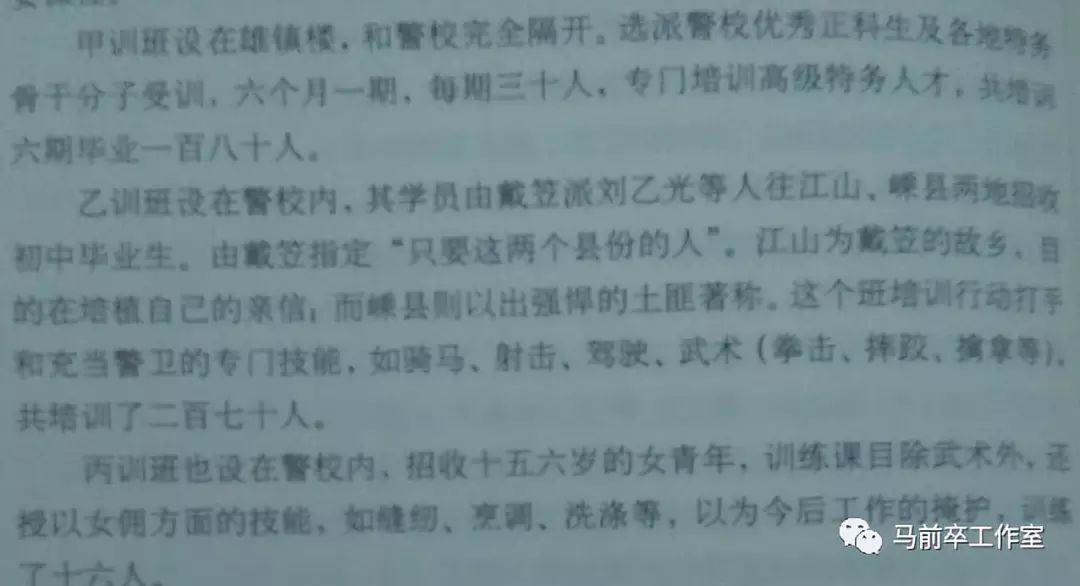 甲训班设在雄镇楼，和警校完全隔开。选派警校优秀正科生及各地特务
骨干分子受训，六个月一期，每期三十人，专门培训高级特务人才，共培训
六期毕业一百八十人。
乙训班设在警校内，其学员由戴笠派刘乙光等人往江山、嵊县两地招收
初中毕业生。由戴笠指定“只要这两个县份的人”。江山为戴笠的故乡，目
的在培植自己的亲信；而嵊县则以出强悍的土匪著称。这个班培训行动打手
和充当警卫的专门技能，如骑马、射击、驾驶、武术（拳击、摔跤、擒拿等），
共培训了二百七十人。
丙训班也设在警校内，招收十五六岁的女青年，训练课目除武术外，还
授以女佣方面的技能，如缝纫、烹调、洗涤等，以为今后工作的掩护，训练
了十六人。
马前卒工作室